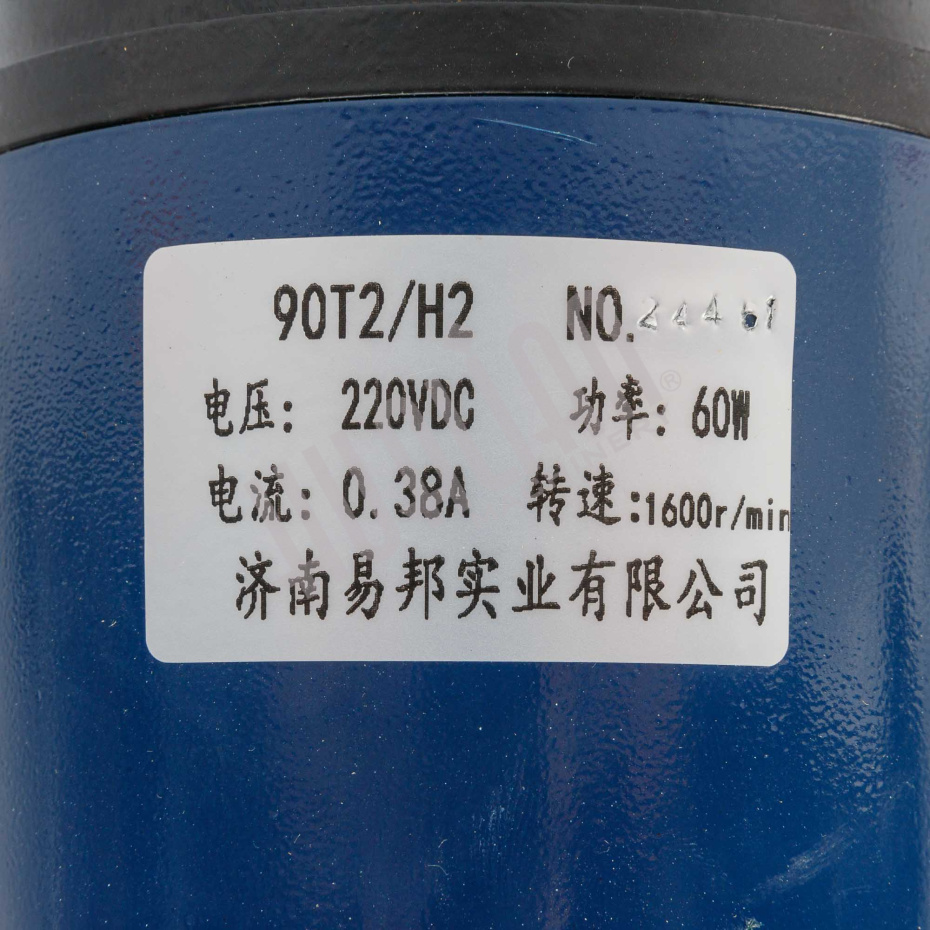 90T2/H2 NO.
电压: 220VDC 功率: 60W
电流: 0.38A 转速:1600r/min
济南易邦实业有限公司